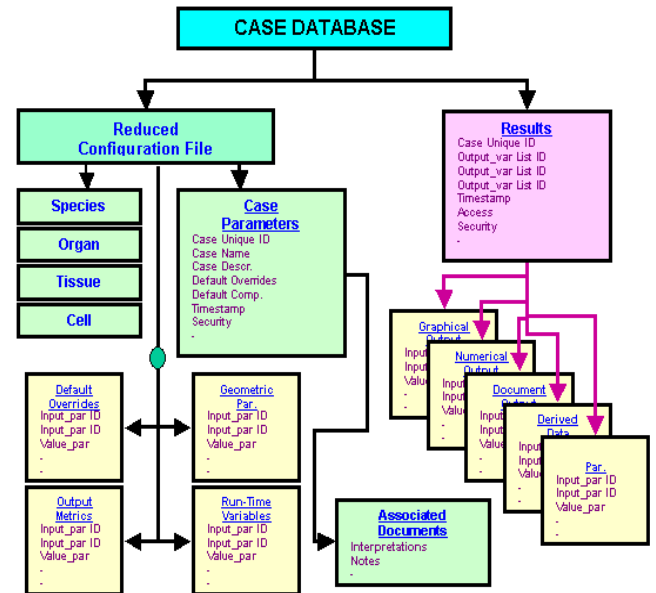 CASE DATABASE
Reduced
Configuration File
Results
Case Unique ID
Output_var List ID
Output_var List ID
Output_var List ID
Timestamp
Access
Security
-
Species
Organ
Tissue
Cell
Case
Parameters
Case Unique ID
Case Name
Case Descr.
Default Overrides
Default Comp.
Timestamp
Security
-
Graphical
Output
Numerical
Output
Document
Output
Derived
Data
Par.
Input_par ID
Input_par ID
Value_par
-
-
Default
Overrides
Input_par ID
Input_par ID
Value_par
-
-
Geometric
Par.
Input_par ID
Input_par ID
Value_par
-
-
Output
Metrics
Input_par ID
Input_par ID
Value_par
-
-
Run-Time
Variables
Input_par ID
Input_par ID
Value_par
-
-
Associated
Documents
Interpretations
Notes
-